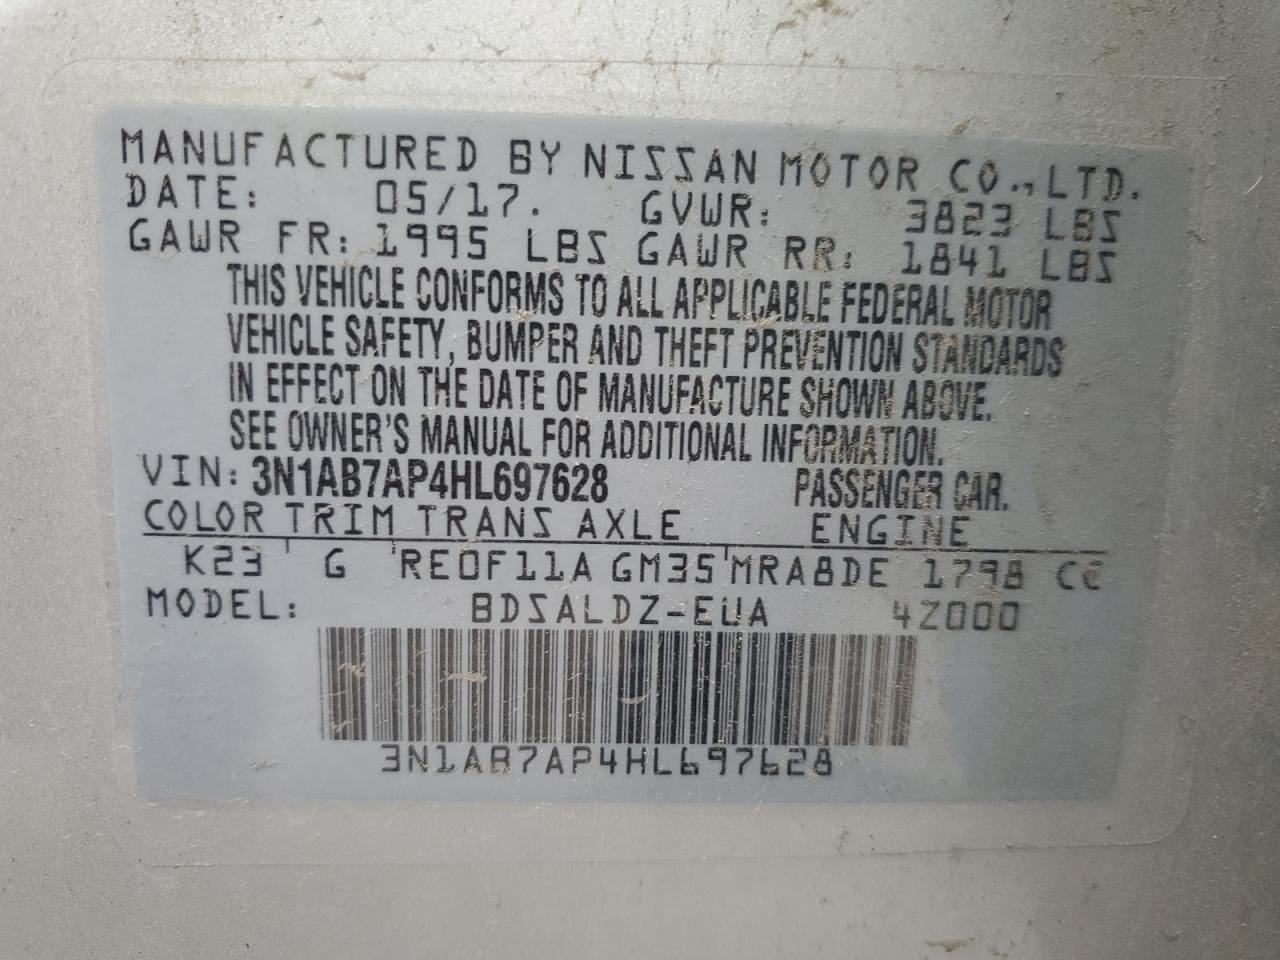 MANUFACTURED BY NISSAN MOTOR CO., LTD.
DATE: 05/17. GVWR: 3823 LBS
GAWR FR: 1995 LBS GAWR RR: 1841 LBS
THIS VEHICLE CONFORMS TO ALL APPLICABLE FEDERAL MOTOR
VEHICLE SAFETY, BUMPER AND THEFT PREVENTION STANDARDS
IN EFFECT ON THE DATE OF MANUFACTURE SHOWN ABOVE.
SEE OWNER'S MANUAL FOR ADDITIONAL INFORMATION.
VIN: 3N1AB7AP4HL697628 PASSENGER CAR.
COLOR TRIM TRANS AXLE ENGINE
K23 G RE0F11A GM35 MRA8DE 1798 CC
MODEL: BDSALDZ-EUA 4Z000
3N1AB7AP4HL697628